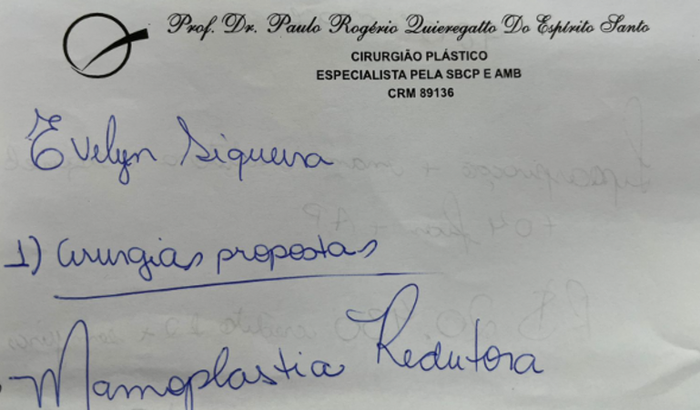 Prof. Dr. Paulo Rogério Quieregatto Do Espírito Santo
CIRURGIÃO PLÁSTICO
ESPECIALISTA PELA SBCP E AMB
CRM 89136
Evelyn Siqueira
1) Cirurgias propostas
Mamoplastia Redutora